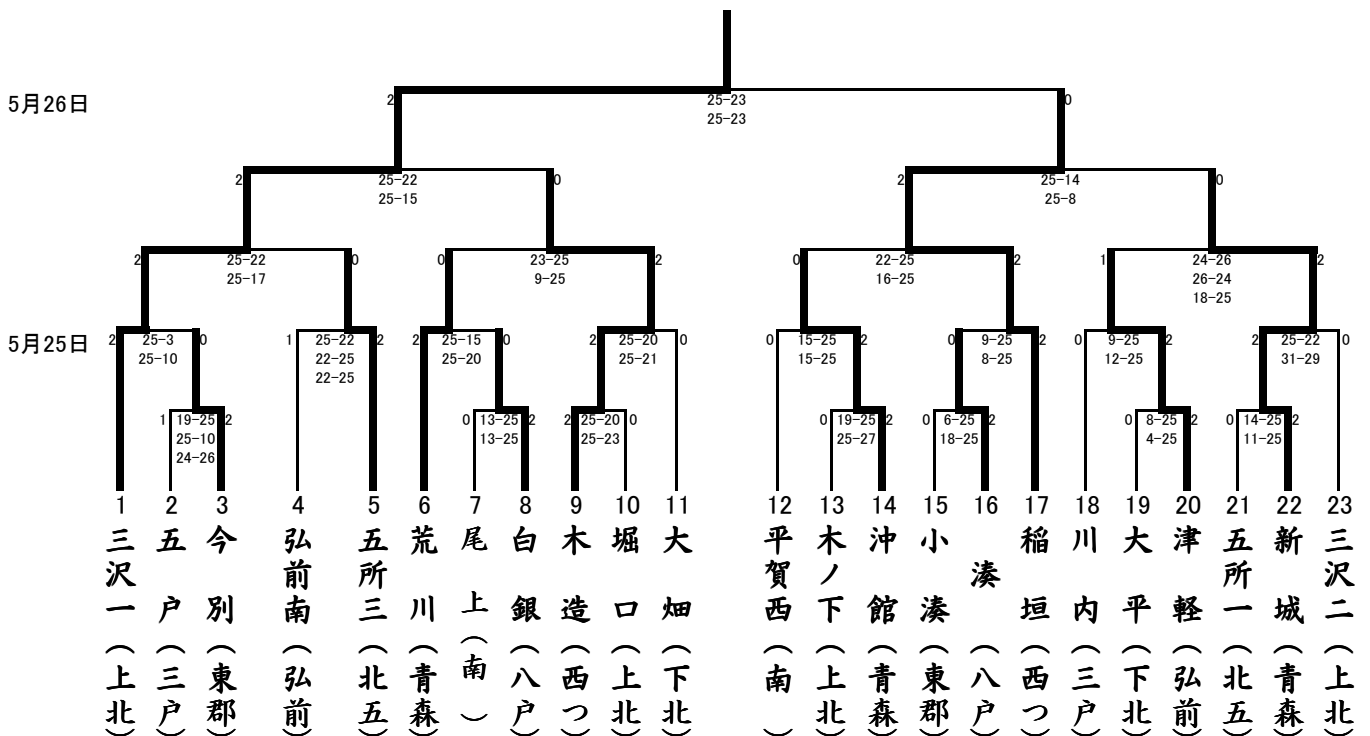 5月26日
2 25-23 0
25-23
2 25-22 0
25-15
2 25-14 0
25-8
2 25-22 0
25-17
0 23-25 2
9-25
0 22-25 2
16-25
1 24-26 2
26-24
18-25
5月25日
2 25-3 0
25-10
1 25-22 2
22-25
22-25
2 25-15 0
25-20
2 25-20 0
25-21
0 15-25 2
15-25
0 9-25 2
8-25
0 9-25 2
12-25
2 25-22 0
31-29
1 19-25 2
25-10
24-26
0 13-25 2
13-25
2 25-20 0
25-23
0 19-25 2
25-27
0 6-25 2
18-25
0 8-25 2
4-25
0 14-25 2
11-25
1 三沢一(上北)
2 五戸(三戸)
3 今別(東郡)
4 弘前南(弘前)
5 五所三(北五)
6 荒川(青森)
7 尾上(南)
8 白銀(八戸)
9 木造(西つ)
10 堀口(上北)
11 大畑(下北)
12 平賀西(南)
13 木ノ下(上北)
14 沖館(青森)
15 小湊(東郡)
16 湊(八戸)
17 稲垣(西つ)
18 川内(三戸)
19 大平(下北)
20 津軽(弘前)
21 五所一(北五)
22 新城(青森)
23 三沢二(上北)